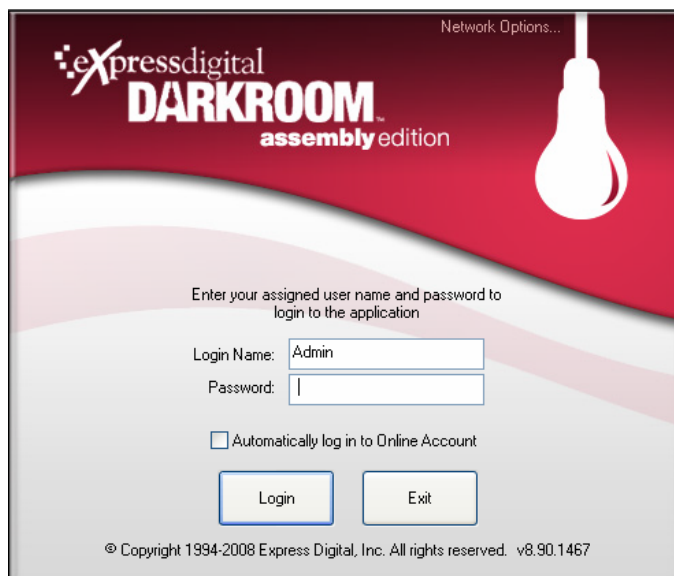 Network Options...
eXpressdigital
DARKROOM™
assembly edition
Enter your assigned user name and password to
login to the application
Login Name: Admin
Password:
Automatically log in to Online Account
Login Exit
© Copyright 1994-2008 Express Digital, Inc. All rights reserved. v8.90.1467